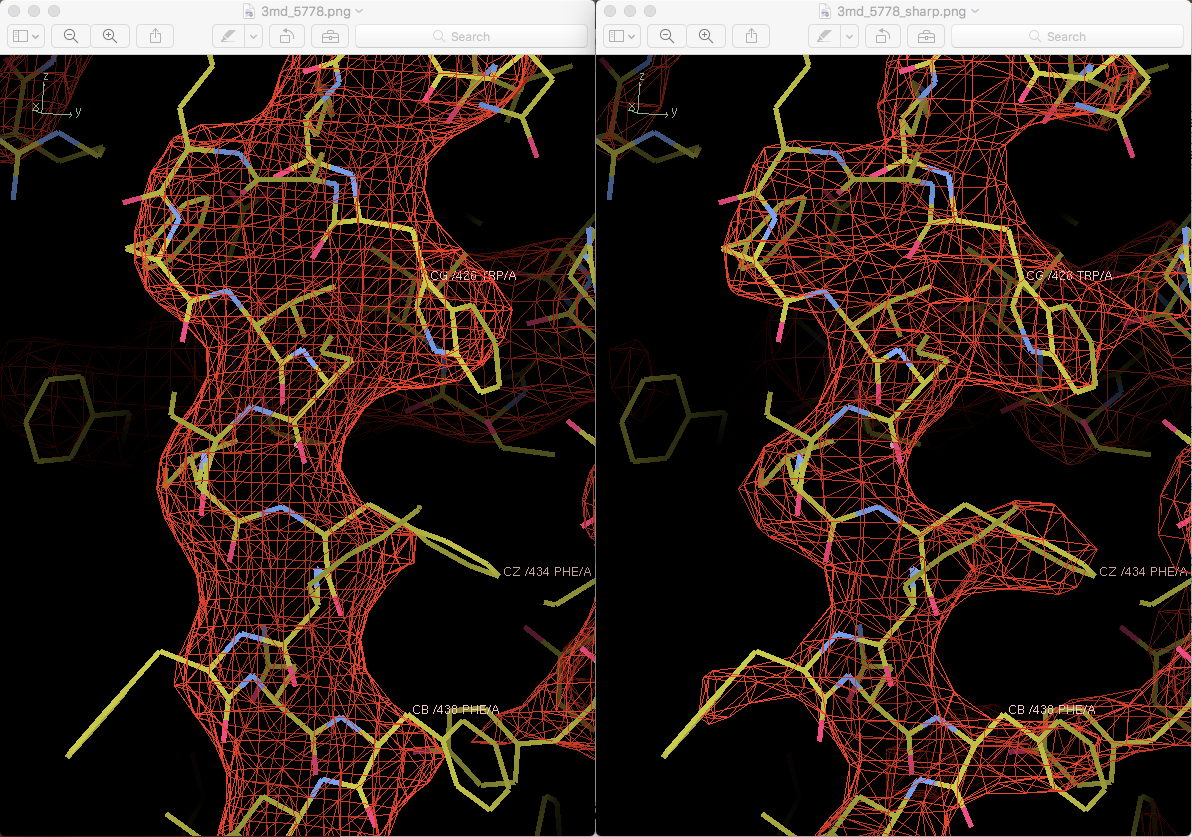 3md_5778.png
3md_5778_sharp.png
Search
Search
z
x
y
z
x
y
CG /426 TRP/A
CG /426 TRP/A
CZ /434 PHE/A
CZ /434 PHE/A
CB /438 PHE/A
CB /438 PHE/A